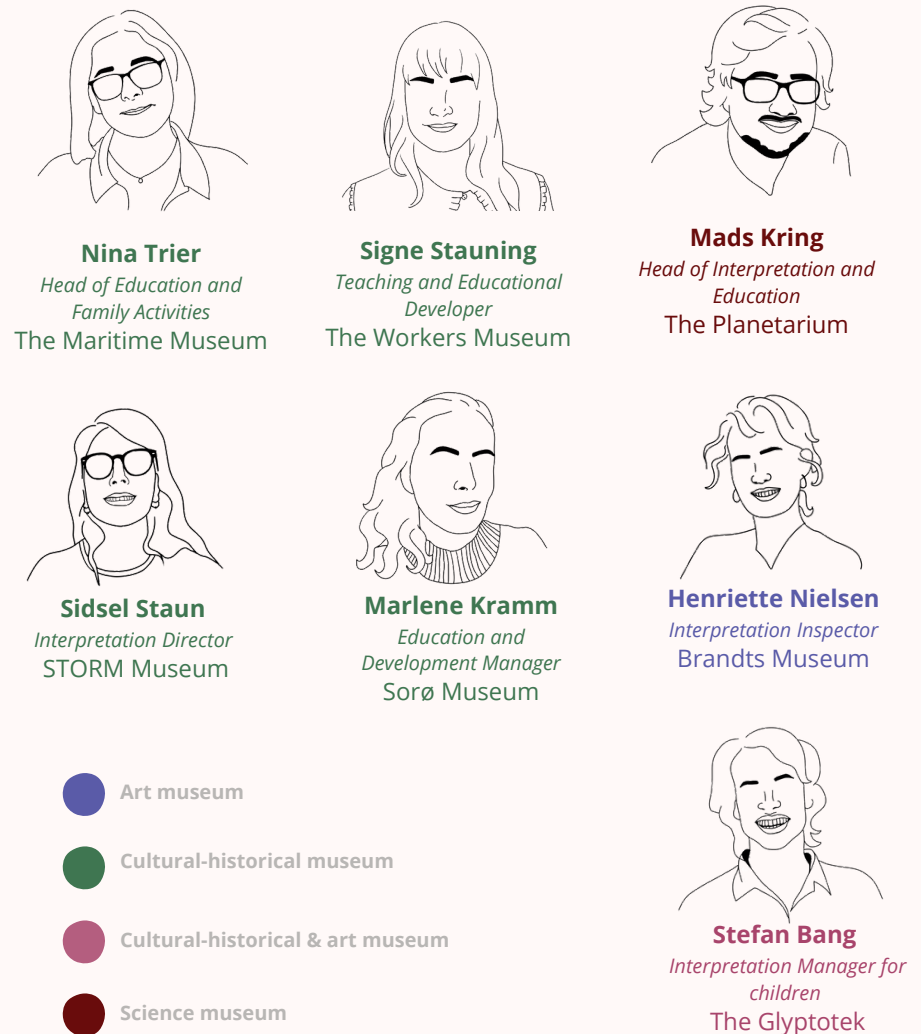 Nina Trier
Head of Education and
Family Activities
The Maritime Museum
Signe Stauning
Teaching and Educational
Developer
The Workers Museum
Mads Kring
Head of Interpretation and
Education
The Planetarium
Sidsel Staun
Interpretation Director
STORM Museum
Marlene Kramm
Education and
Development Manager
Sorø Museum
Henriette Nielsen
Interpretation Inspector
Brandts Museum
Art museum
Cultural-historical museum
Cultural-historical & art museum
Science museum
Stefan Bang
Interpretation Manager for
children
The Glyptotek